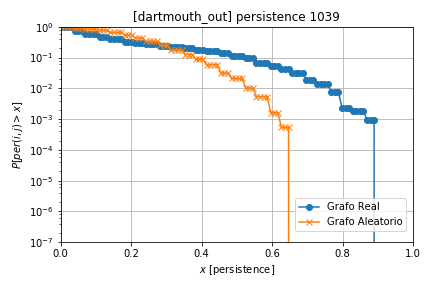 [dartmouth_out] persistence 1039
P[per(i, j) > x]
10^0
10^-1
10^-2
10^-3
10^-4
10^-5
10^-6
10^-7
Grafo Real
Grafo Aleatorio
0.0 0.2 0.4 0.6 0.8 1.0
x [persistence]